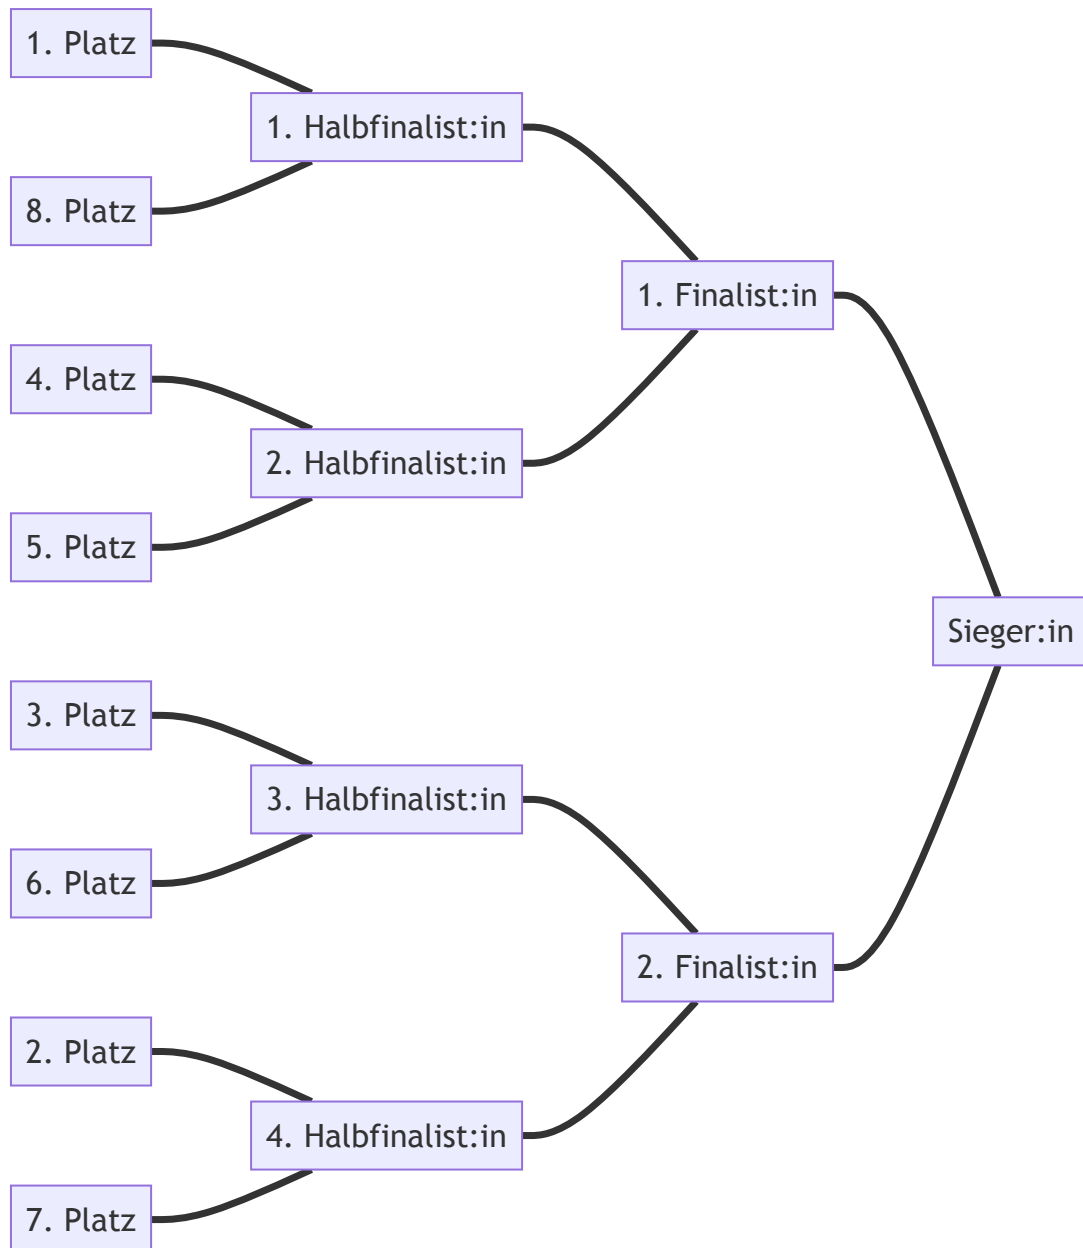 1. Platz
1. Halbfinalist:in
8. Platz
1. Finalist:in
4. Platz
2. Halbfinalist:in
5. Platz
Sieger:in
3. Platz
3. Halbfinalist:in
6. Platz
2. Finalist:in
2. Platz
4. Halbfinalist:in
7. Platz